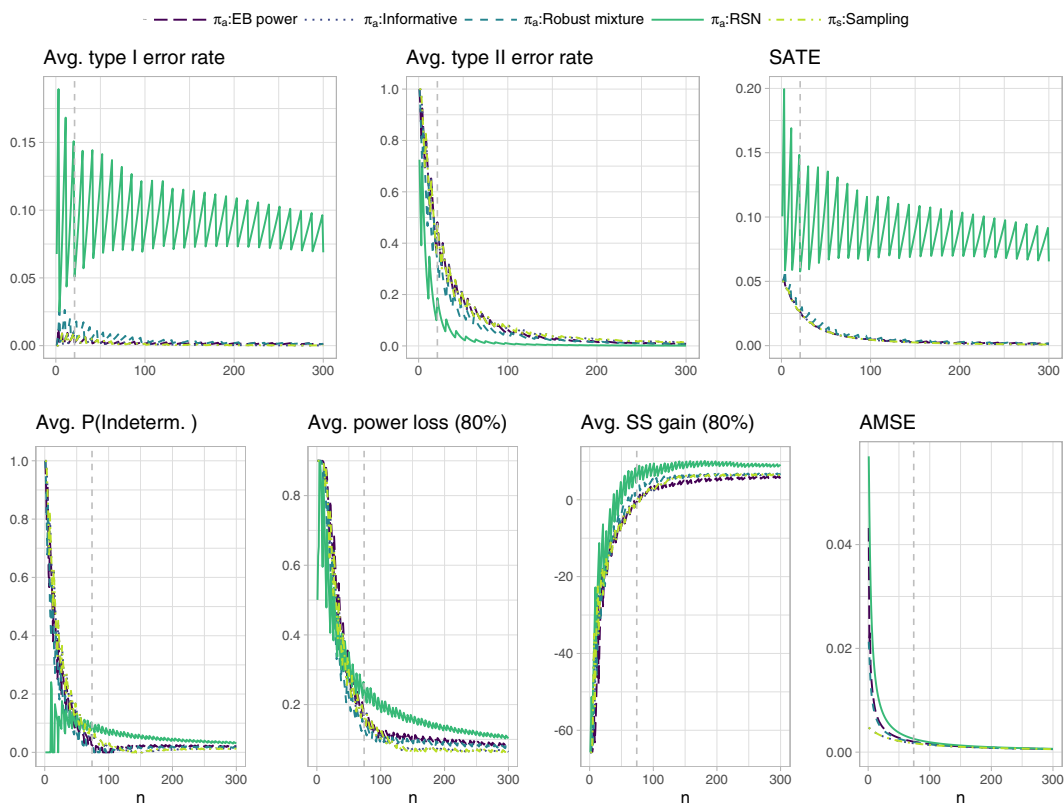 πa:EB power πa:Informative πa:Robust mixture πa:RSN πs:Sampling
Avg. type I error rate Avg. type II error rate SATE
0.15
0.10
0.05
0.00
0 100 200 300
1.0
0.8
0.6
0.4
0.2
0.0
0 100 200 300
0.20
0.15
0.10
0.05
0.00
0 100 200 300
Avg. P(Indeterm. ) Avg. power loss (80%) Avg. SS gain (80%) AMSE
1.0
0.8
0.6
0.4
0.2
0.0
0 100 200 300
n
0.8
0.6
0.4
0.2
0 100 200 300
n
0
-20
-40
-60
0 100 200 300
n
0.04
0.02
0.00
0 100 200 300
n